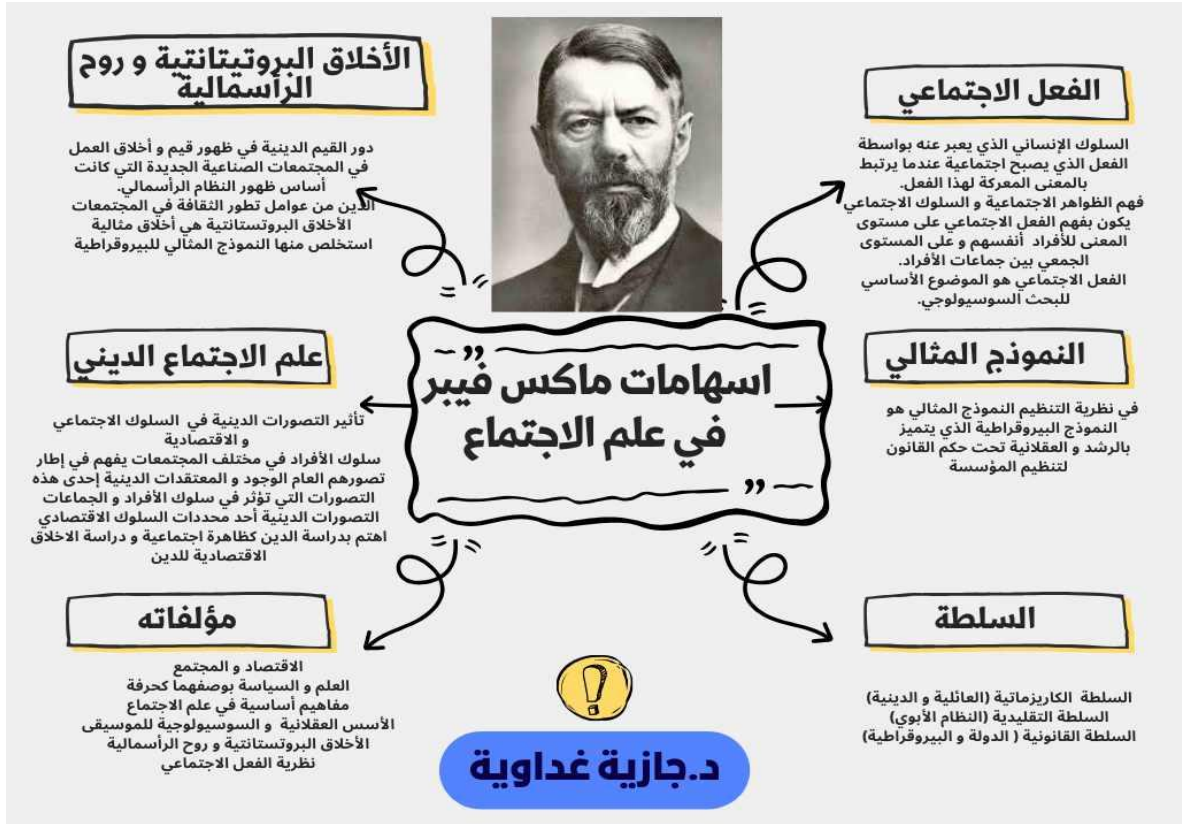 اسهامات ماكس فيبر
في علم الاجتماع
الفعل الاجتماعي
السلوك الإنساني الذي يعبر عنه بواسطة
الفعل الذي يصبح اجتماعية عندما يرتبط
بالمعنى المعركة لهذا الفعل.
فهم الظواهر الاجتماعية و السلوك الاجتماعي
يكون بفهم الفعل الاجتماعي على مستوى
المعنى للأفراد أنفسهم و على المستوى
الجمعي بين جماعات الأفراد.
الفعل الاجتماعي هو الموضوع الأساسي
للبحث السوسيولوجي.
النموذج المثالي
في نظرية التنظيم النموذج المثالي هو
النموذج البيروقراطية الذي يتميز
بالرشد و العقلانية تحت حكم القانون
لتنظيم المؤسسة
السلطة
السلطة الكاريزماتية (العائلية و الدينية)
السلطة التقليدية (النظام الأبوي)
السلطة القانونية ( الدولة و البيروقراطية)
الأخلاق البروتيتانتية و روح
الرأسمالية
دور القيم الدينية في ظهور قيم و أخلاق العمل
في المجتمعات الصناعية الجديدة التي كانت
أساس ظهور النظام الرأسمالي.
الدين من عوامل تطور الثقافة في المجتمعات
الأخلاق البروتستانتية هي أخلاق مثالية
استخلص منها النموذج المثالي للبيروقراطية
علم الاجتماع الديني
تأثير التصورات الدينية في السلوك الاجتماعي
و الاقتصادية
سلوك الأفراد في مختلف المجتمعات يفهم في إطار
تصورهم العام الوجود و المعتقدات الدينية إحدى هذه
التصورات التي تؤثر في سلوك الأفراد و الجماعات
التصورات الدينية أحد محددات السلوك الاقتصادي
اهتم بدراسة الدين كظاهرة اجتماعية و دراسة الاخلاق
الاقتصادية للدين
مؤلفاته
الاقتصاد و المجتمع
العلم و السياسة بوصفهما كحرفة
مفاهيم أساسية في علم الاجتماع
الأسس العقلانية و السوسيولوجية للموسيقى
الأخلاق البروتستانتية و روح الرأسمالية
نظرية الفعل الاجتماعي
د.جازية غداوية